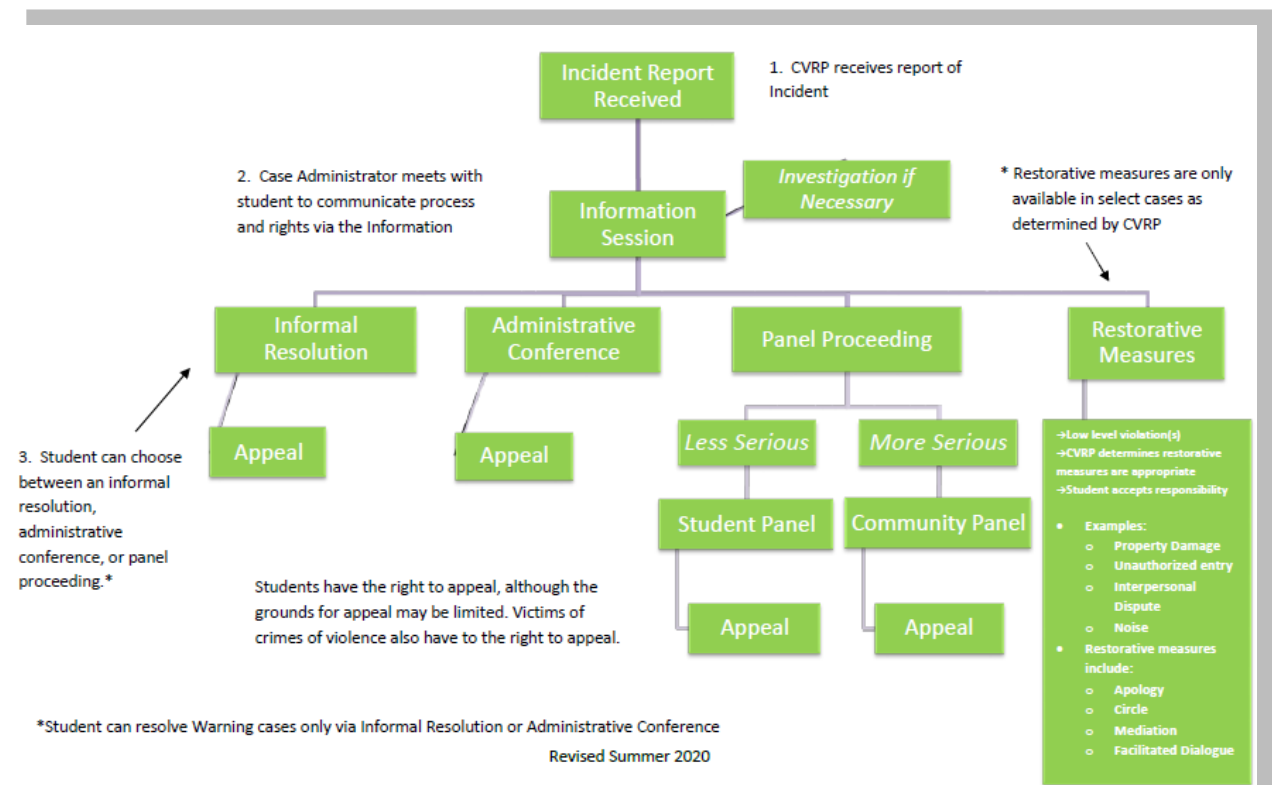 Incident Report
Received
1. CVRP receives report of
Incident
2. Case Administrator meets with
student to communicate process
and rights via the Information
Investigation if
Necessary
Information
Session
* Restorative measures are only
available in select cases as
determined by CVRP
Informal
Resolution
Administrative
Conference
Panel Proceeding
Restorative
Measures
Appeal
Appeal
Less Serious
More Serious
Student Panel
Community Panel
Appeal
Appeal
3. Student can choose
between an informal
resolution,
administrative
conference, or panel
proceeding.*
Students have the right to appeal, although the
grounds for appeal may be limited. Victims of
crimes of violence also have to the right to appeal.
→Low level violation(s)
→CVRP determines restorative
measures are appropriate
→Student accepts responsibility
• Examples:
o Property Damage
o Unauthorized entry
o Interpersonal
Dispute
o Noise
• Restorative measures
include:
o Apology
o Circle
o Mediation
o Facilitated Dialogue
*Student can resolve Warning cases only via Informal Resolution or Administrative Conference
Revised Summer 2020